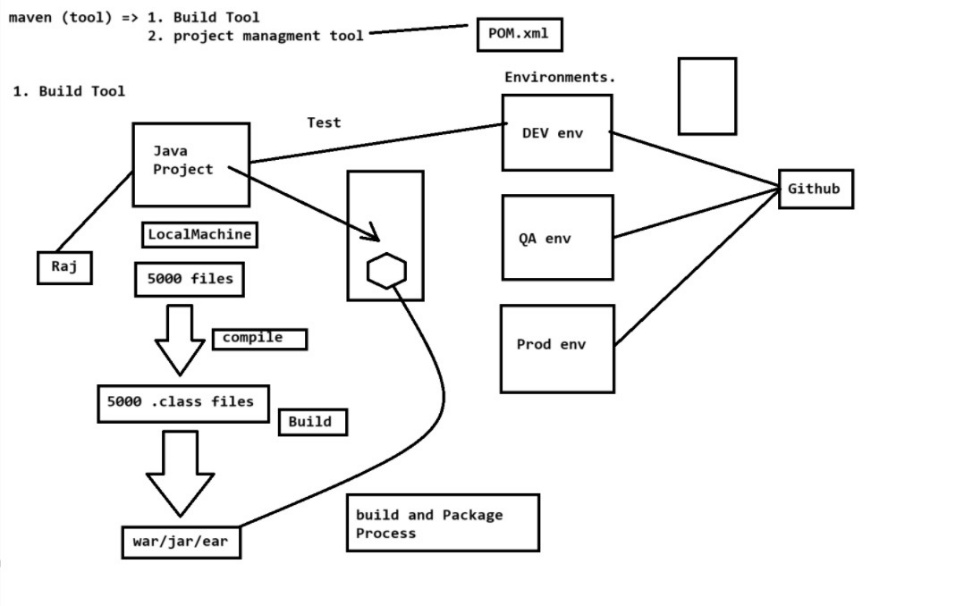 maven (tool) => 1. Build Tool
2. project managment tool
POM.xml
Environments.
1. Build Tool
Test
DEV env
Java
Project
Github
LocalMachine
QA env
Raj
5000 files
compile
Prod env
5000 .class files
Build
build and Package
Process
war/jar/ear